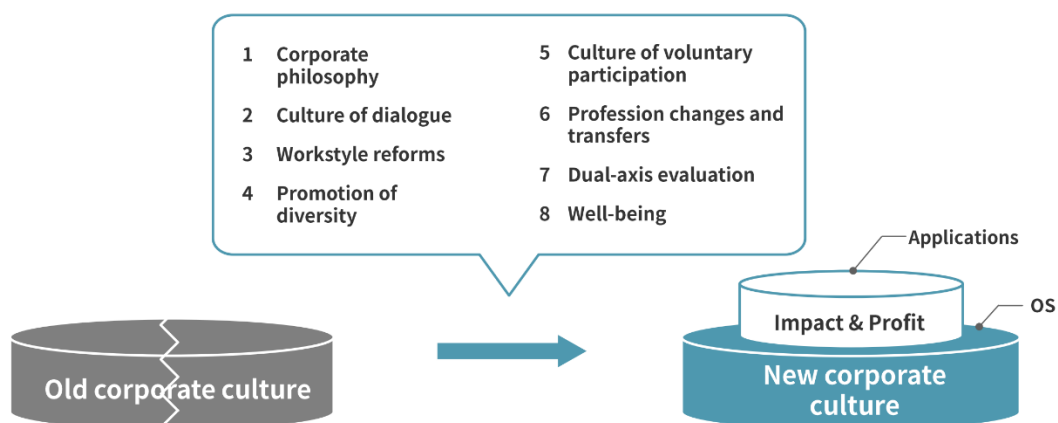 1 Corporate
philosophy
2 Culture of dialogue
3 Workstyle reforms
4 Promotion of
diversity
5 Culture of voluntary
participation
6 Profession changes and
transfers
7 Dual-axis evaluation
8 Well-being
Applications
OS
Impact & Profit
Old corporate culture
New corporate
culture